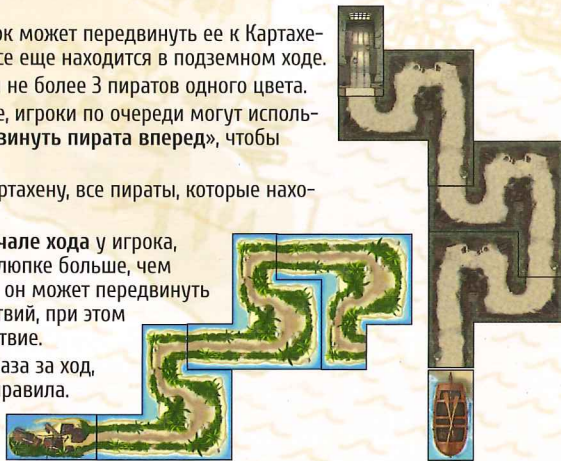 ок может передвинуть ее к Картахе-
се еще находится в подземном ходе.
не более 3 пиратов одного цвета.
е, игроки по очереди могут исполь-
винуть пирата вперед», чтобы
ртахену, все пираты, которые нахо-
чале хода у игрока,
люпке больше, чем
он может передвинуть
твий, при этом
твие.
аза за ход,
правила.